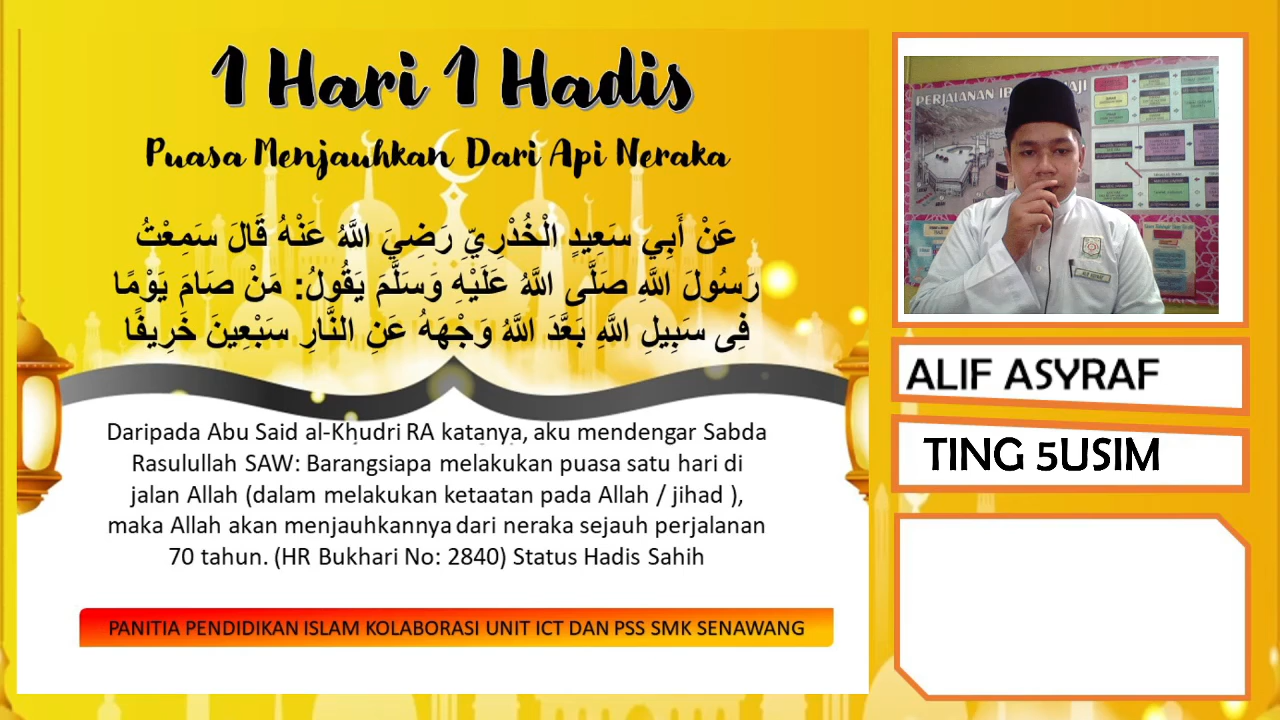 1 Hari 1 Hadis
Puasa Menjauhkan Dari Api Neraka
عَنْ أَبِي سَعِيدٍ الْخُدْرِيِّ رَضِيَ اللَّهُ عَنْهُ قَالَ سَمِعْتُ
رَسُولَ اللَّهِ صَلَّى اللَّهُ عَلَيْهِ وَسَلَّمَ يَقُولُ: مَنْ صَامَ يَوْمًا
فِى سَبِيلِ اللَّهِ بَعَّدَ اللَّهُ وَجْهَهُ عَنِ النَّارِ سَبْعِينَ خَرِيفًا
Daripada Abu Said al-Khudri RA katanya, aku mendengar Sabda
Rasulullah SAW: Barangsiapa melakukan puasa satu hari di
jalan Allah (dalam melakukan ketaatan pada Allah / jihad ),
maka Allah akan menjauhkannya dari neraka sejauh perjalanan
70 tahun. (HR Bukhari No: 2840) Status Hadis Sahih
PANITIA PENDIDIKAN ISLAM KOLABORASI UNIT ICT DAN PSS SMK SENAWANG
PERJALANAN IB AJI
ALIF ASYRAF
TING 5USIM